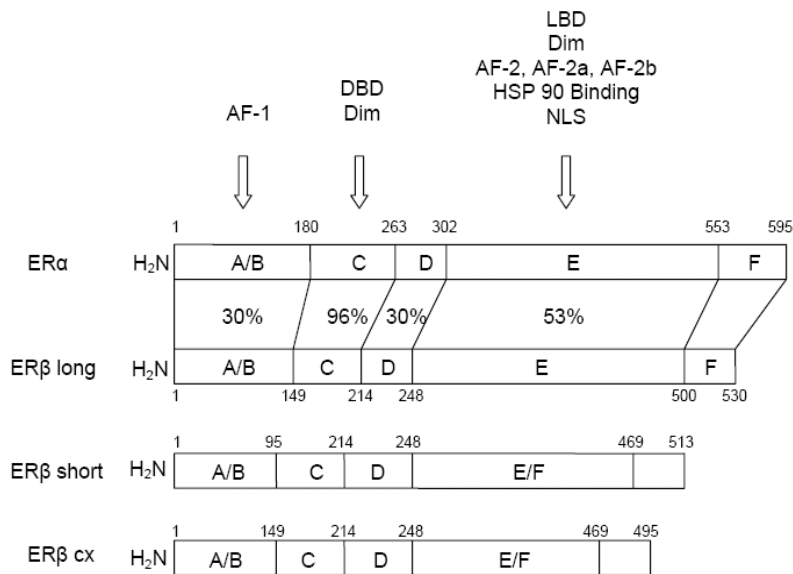 LBD
Dim
AF-2, AF-2a, AF-2b
HSP 90 Binding
NLS
DBD
Dim
AF-1
1 180 263 302 553 595
ERα H₂N A/B C D E F
30% 96% 30% 53%
ERβ long H₂N A/B C D E F
1 149 214 248 500 530
1 95 214 248 469 513
ERβ short H₂N A/B C D E/F
1 149 214 248 469 495
ERβ cx H₂N A/B C D E/F